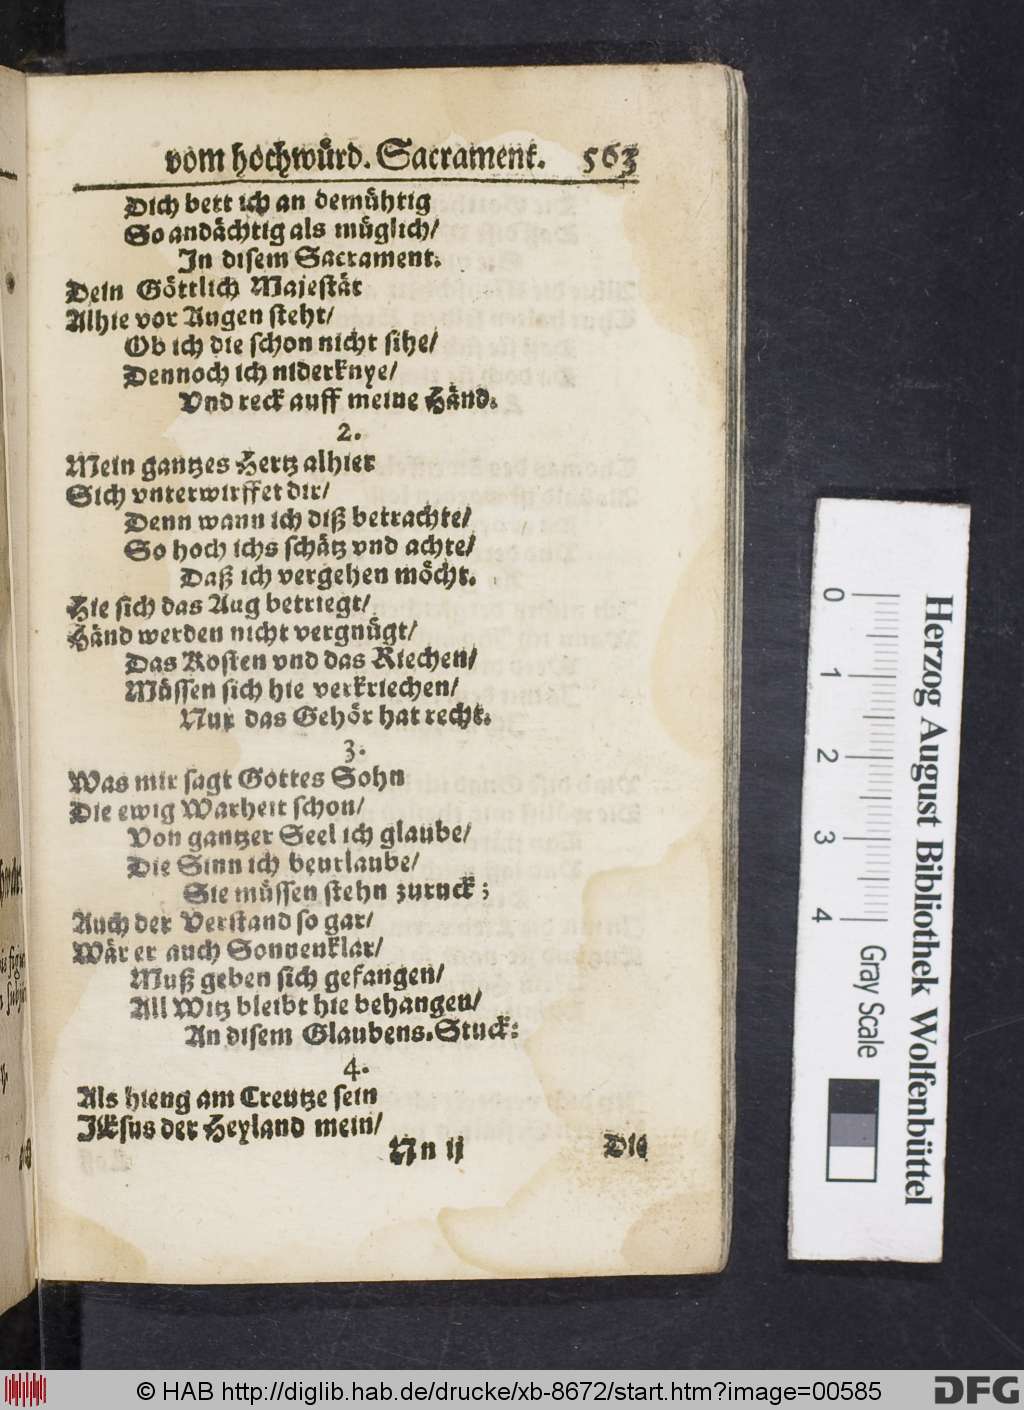 vom hochwürd. Sacrament. 563
Dich bett ich an demühtig
So andächtig als müglich/
In disem Sacrament.
Dein Göttlich Majestät
Alhie vor Augen steht/
Ob ich die schon nicht sihe/
Dennoch ich niderknye/
Vnd reck auff meine Händ.
2.
Mein gantzes Hertz alhier
Sich vnterwirffet dir/
Denn wann ich diß betrachte/
So hoch ichs schätz vnd achte/
Daß ich vergehen möcht.
Hie sich das Aug betriegt/
Händ werden nicht vergnügt/
Das Kosten vnd das Riechen/
Müssen sich hie verkriechen/
Nur das Gehör hat recht.
3.
Was mir sagt Gottes Sohn
Die ewig Warheit schon/
Von gantzer Seel ich glaube/
Die Sinn ich beurlaube/
Sie müssen stehn zuruck;
Auch der Verstand so gar/
Wär er auch Sonnenklar/
Muß geben sich gefangen/
All Witz bleibt hie behangen/
An disem Glaubens-Stuck:
4.
Als hieng am Creutze sein
JEsus der Heyland mein/
Nn ij Die
Herzog August Bibliothek Wolfenbüttel
0 1 2 3 4
Gray Scale
© HAB http://diglib.hab.de/drucke/xb-8672/start.htm?image=00585
DFG